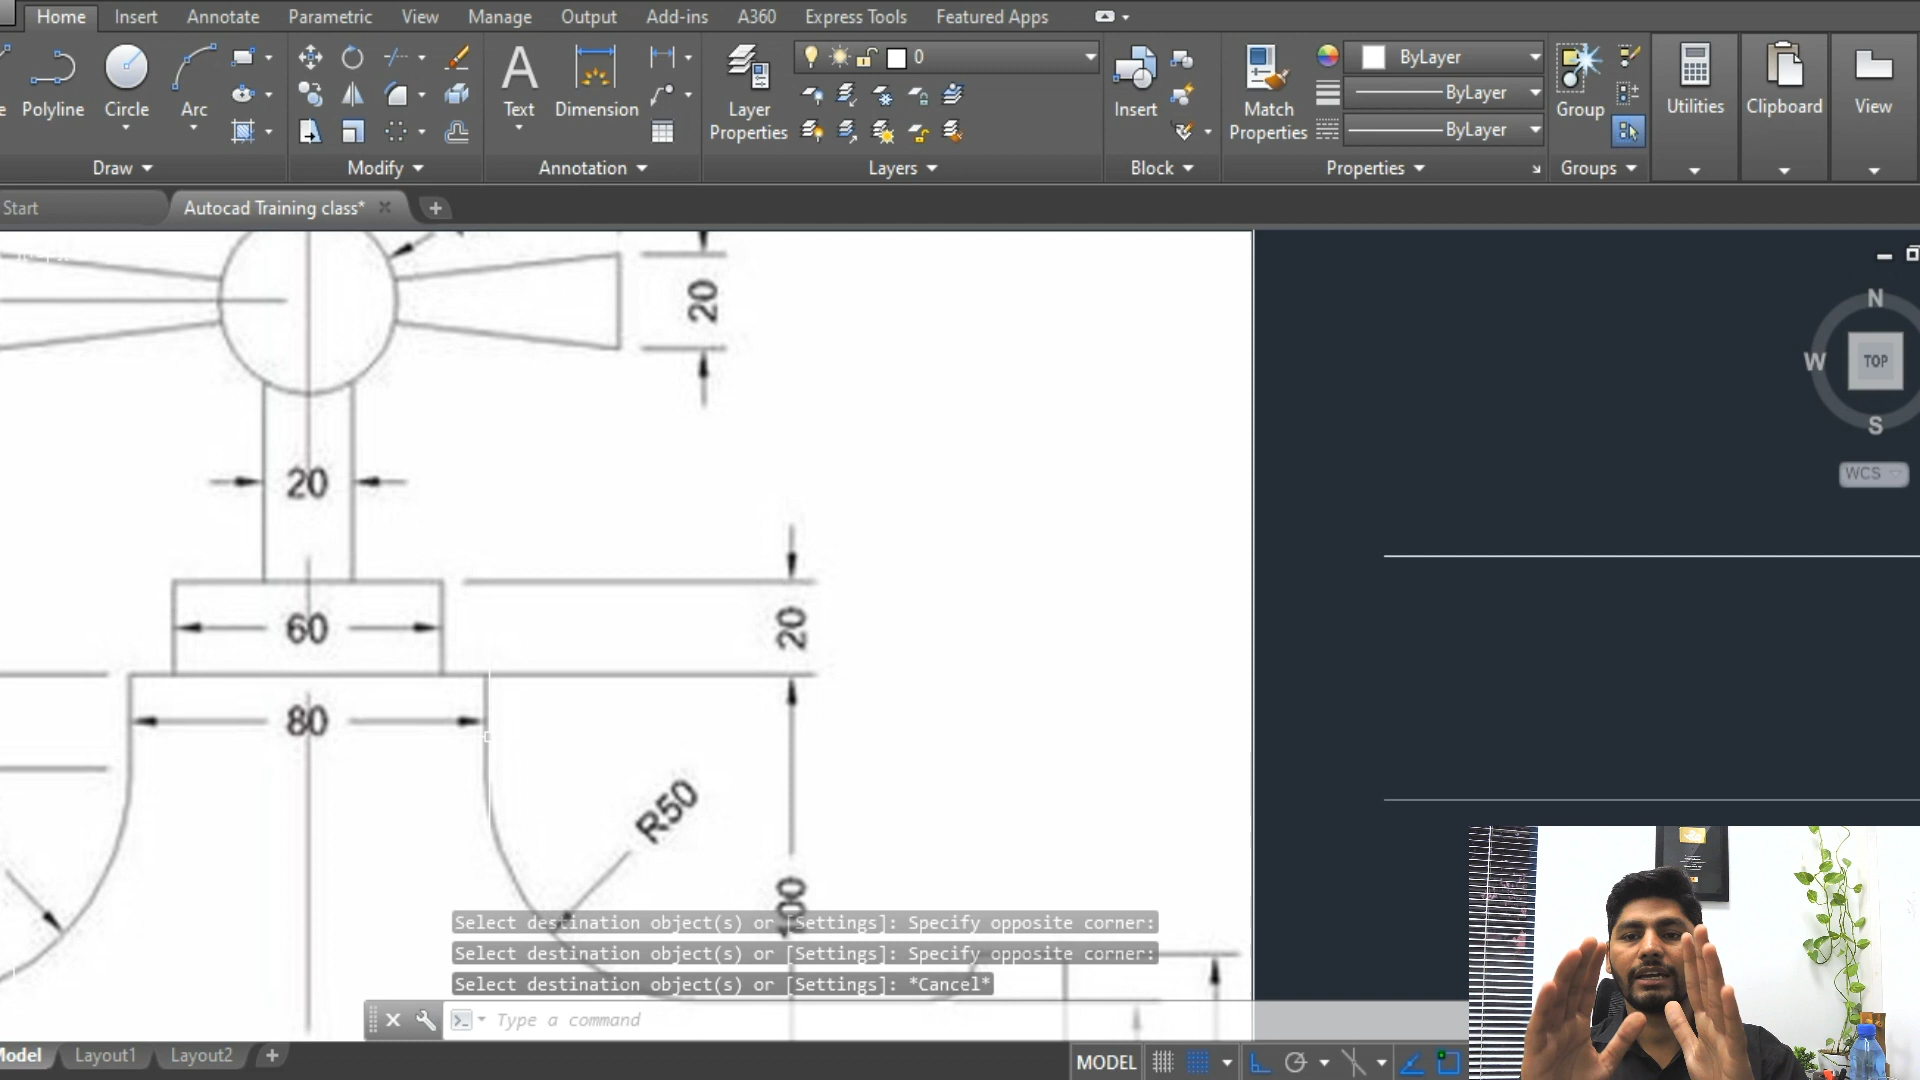 Home Insert Annotate Parametric View Manage Output Add-ins A360 Express Tools Featured Apps
Polyline Circle Arc
Text Dimension
Layer Properties
0
Insert
Match Properties
ByLayer
ByLayer
ByLayer
Group
Utilities Clipboard View
Draw Modify Annotation Layers Block Properties Groups
Start Autocad Training class*
20
20
60
20
80
R50
N
W TOP
S
WCS
Select destination object(s) or [Settings]: Specify opposite corner:
Select destination object(s) or [Settings]: Specify opposite corner:
Select destination object(s) or [Settings]: *Cancel*
Type a command
Model Layout1 Layout2
MODEL